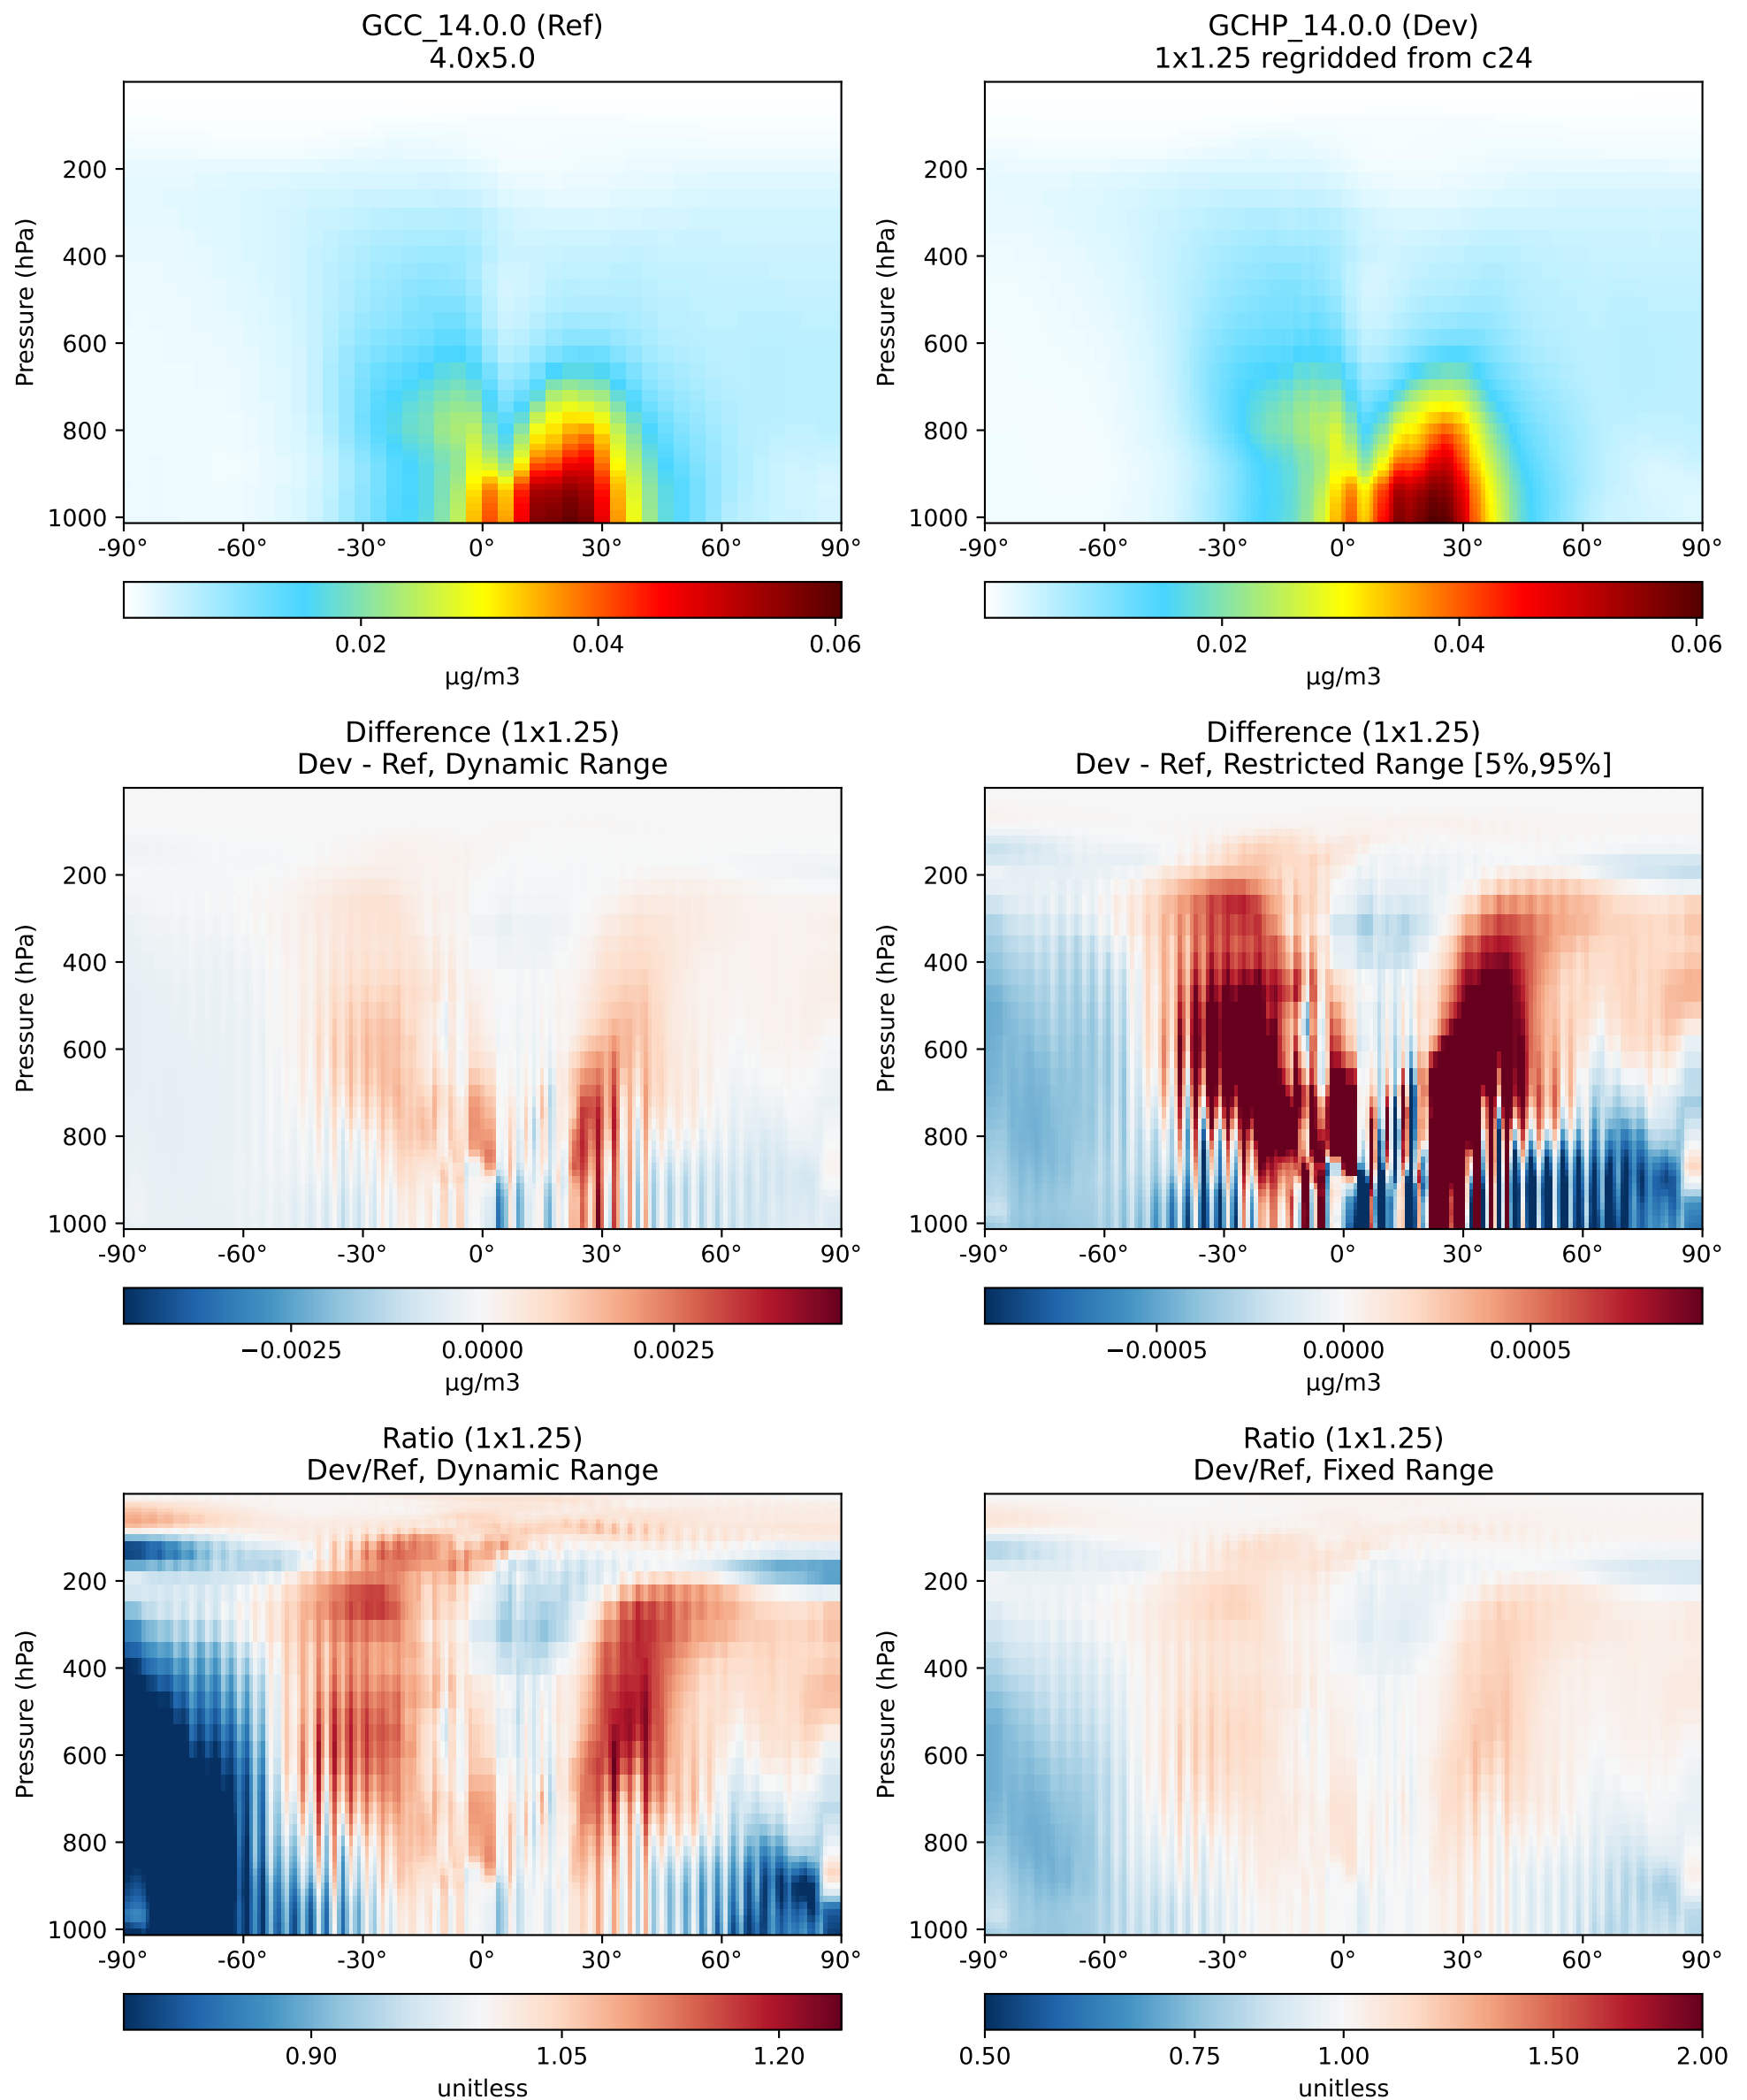 GCC_14.0.0 (Ref)
4.0x5.0
Pressure (hPa)
200
400
600
800
1000
-90° -60° -30° 0° 30° 60° 90°
0.02 0.04 0.06
μg/m3
GCHP_14.0.0 (Dev)
1x1.25 regridded from c24
Pressure (hPa)
200
400
600
800
1000
-90° -60° -30° 0° 30° 60° 90°
0.02 0.04 0.06
μg/m3
Difference (1x1.25)
Dev - Ref, Dynamic Range
Pressure (hPa)
200
400
600
800
1000
-90° -60° -30° 0° 30° 60° 90°
−0.0025 0.0000 0.0025
μg/m3
Difference (1x1.25)
Dev - Ref, Restricted Range [5%,95%]
Pressure (hPa)
200
400
600
800
1000
-90° -60° -30° 0° 30° 60° 90°
−0.0005 0.0000 0.0005
μg/m3
Ratio (1x1.25)
Dev/Ref, Dynamic Range
Pressure (hPa)
200
400
600
800
1000
-90° -60° -30° 0° 30° 60° 90°
0.90 1.05 1.20
unitless
Ratio (1x1.25)
Dev/Ref, Fixed Range
Pressure (hPa)
200
400
600
800
1000
-90° -60° -30° 0° 30° 60° 90°
0.50 0.75 1.00 1.50 2.00
unitless